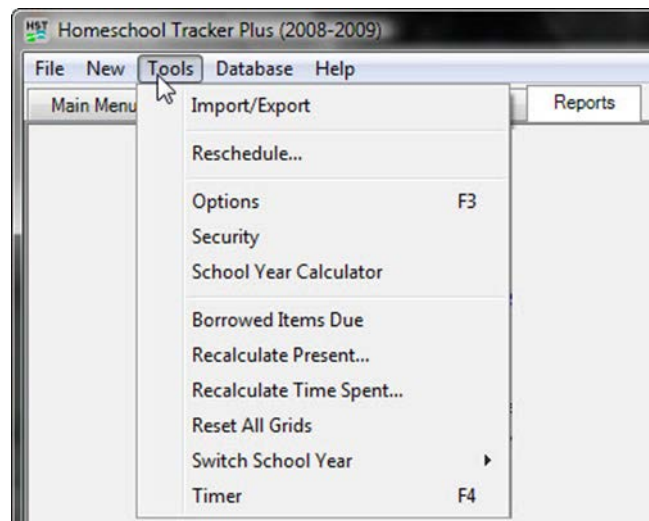 HST Homeschool Tracker Plus (2008-2009)
File New Tools Database Help
Main Menu Reports
Import/Export
Reschedule...
Options F3
Security
School Year Calculator
Borrowed Items Due
Recalculate Present...
Recalculate Time Spent...
Reset All Grids
Switch School Year
Timer F4